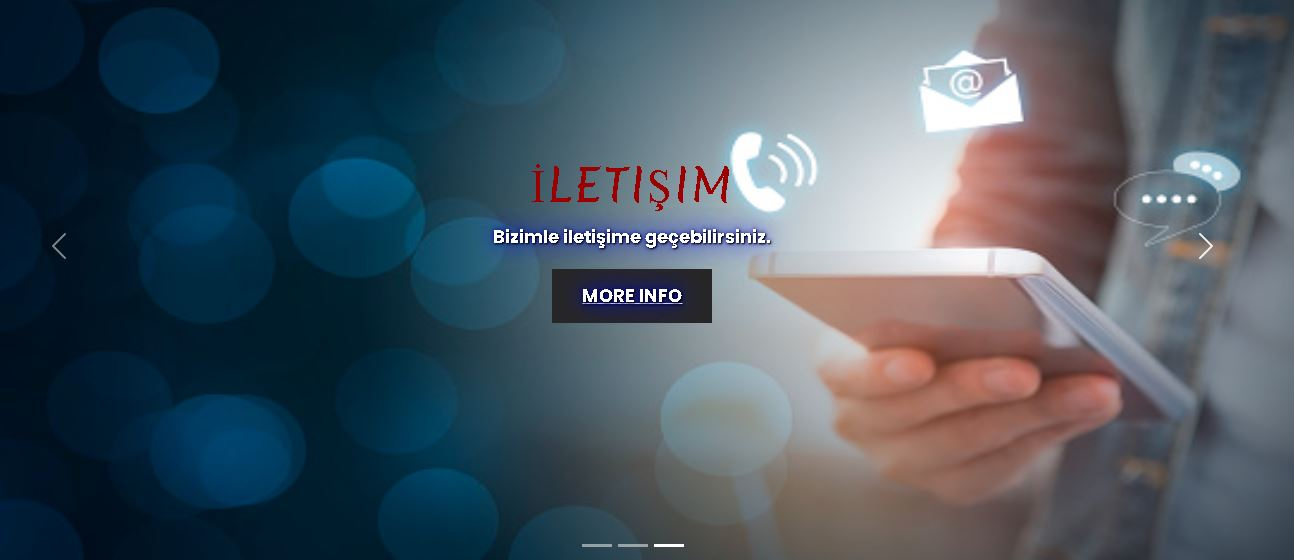 İLETIŞIM
Bizimle iletişime geçebilirsiniz.
MORE INFO